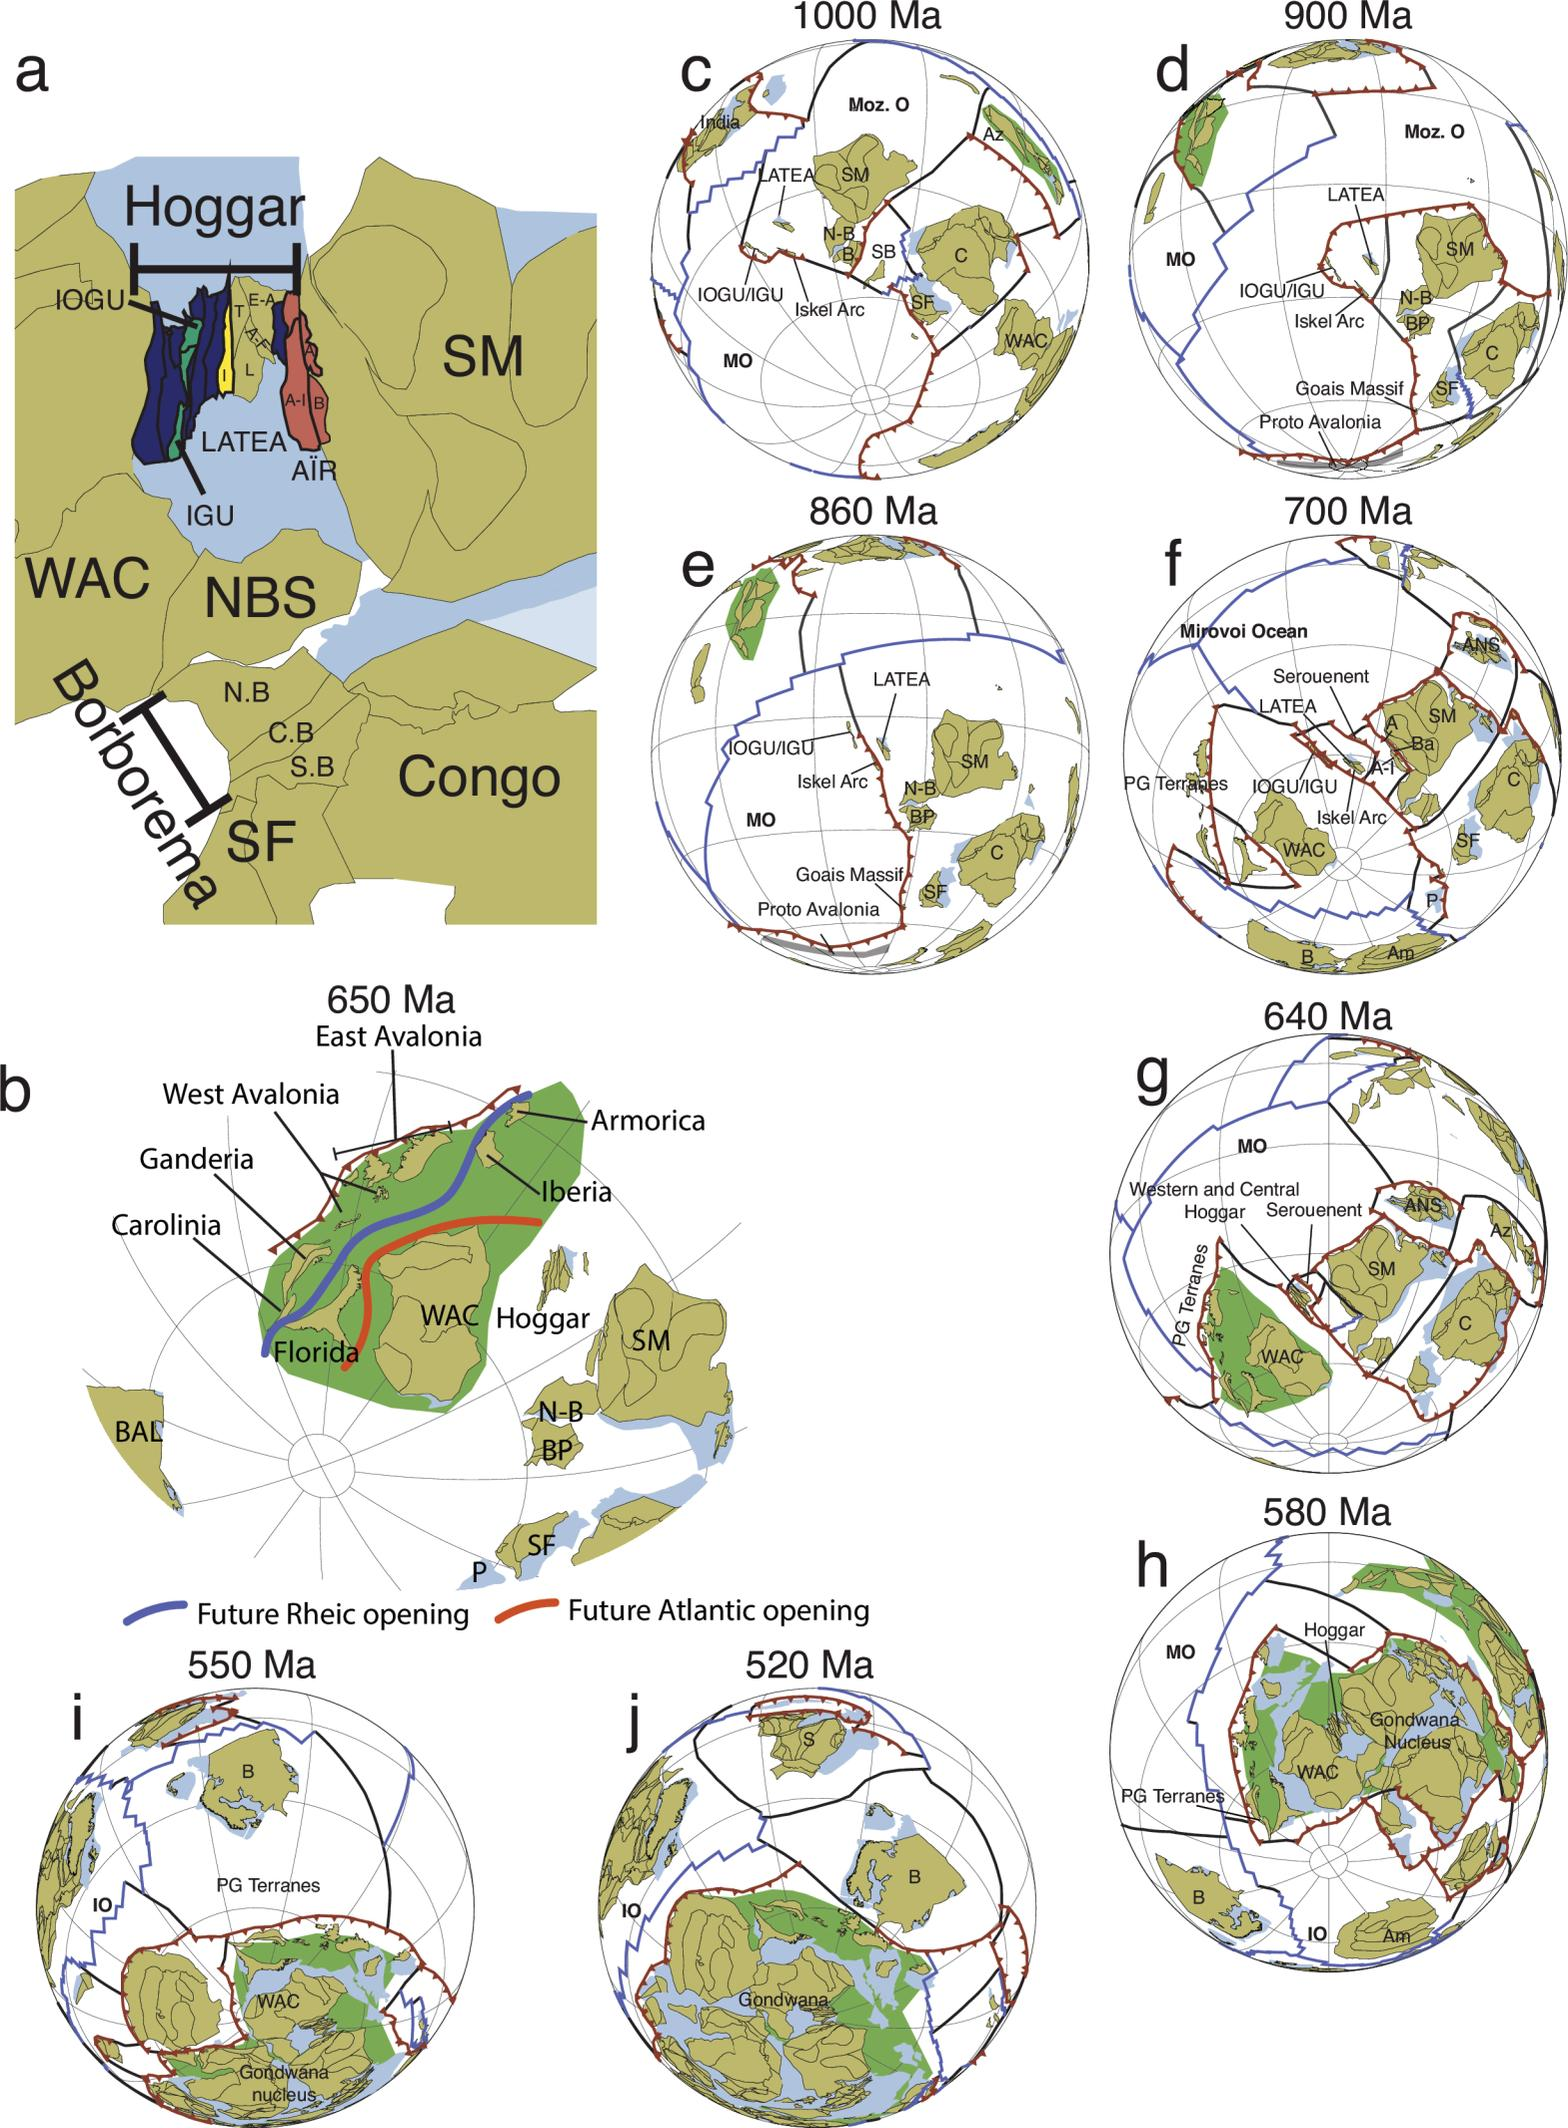 a
Hoggar
IOGU
T
E-A
A-F
I
L
A
A-I
B
LATEA
AÏR
IGU
SM
WAC
NBS
Borborema
N.B
C.B
S.B
SF
Congo
1000 Ma
c
India
Moz. O
Az
LATEA
SM
N-B
B
SB
C
IOGU/IGU
Iskel Arc
SF
WAC
MO
900 Ma
d
Moz. O
LATEA
MO
SM
IOGU/IGU
N-B
Iskel Arc
BP
C
Goais Massif
SF
Proto Avalonia
860 Ma
e
LATEA
IOGU/IGU
SM
Iskel Arc
N-B
BP
MO
C
Goais Massif
SF
Proto Avalonia
700 Ma
f
Mirovoi Ocean
ANS
Serouenent
LATEA
A
SM
Ba
A-I
PG Terranes
IOGU/IGU
C
Iskel Arc
WAC
SF
P
B
Am
650 Ma
b
East Avalonia
West Avalonia
Armorica
Ganderia
Iberia
Carolinia
WAC
Hoggar
Florida
SM
BAL
N-B
BP
SF
P
Future Rheic opening
Future Atlantic opening
640 Ma
g
MO
Western and Central
Hoggar
Serouenent
ANS
Az
PG Terranes
SM
C
WAC
580 Ma
h
MO
Hoggar
Gondwana
Nucleus
WAC
PG Terranes
B
IO
Am
550 Ma
i
B
PG Terranes
IO
WAC
Gondwana
nucleus
520 Ma
j
S
B
IO
Gondwana